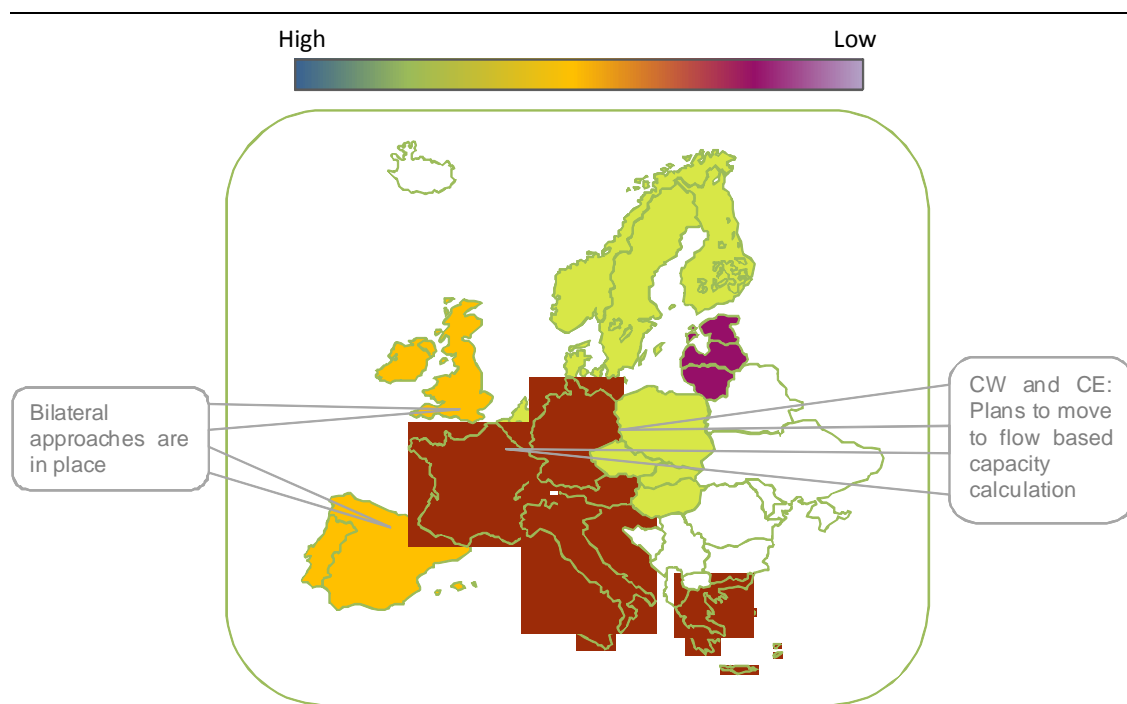 High
Low
Bilateral
approaches are
in place
CW and CE:
Plans to move
to flow based
capacity
calculation